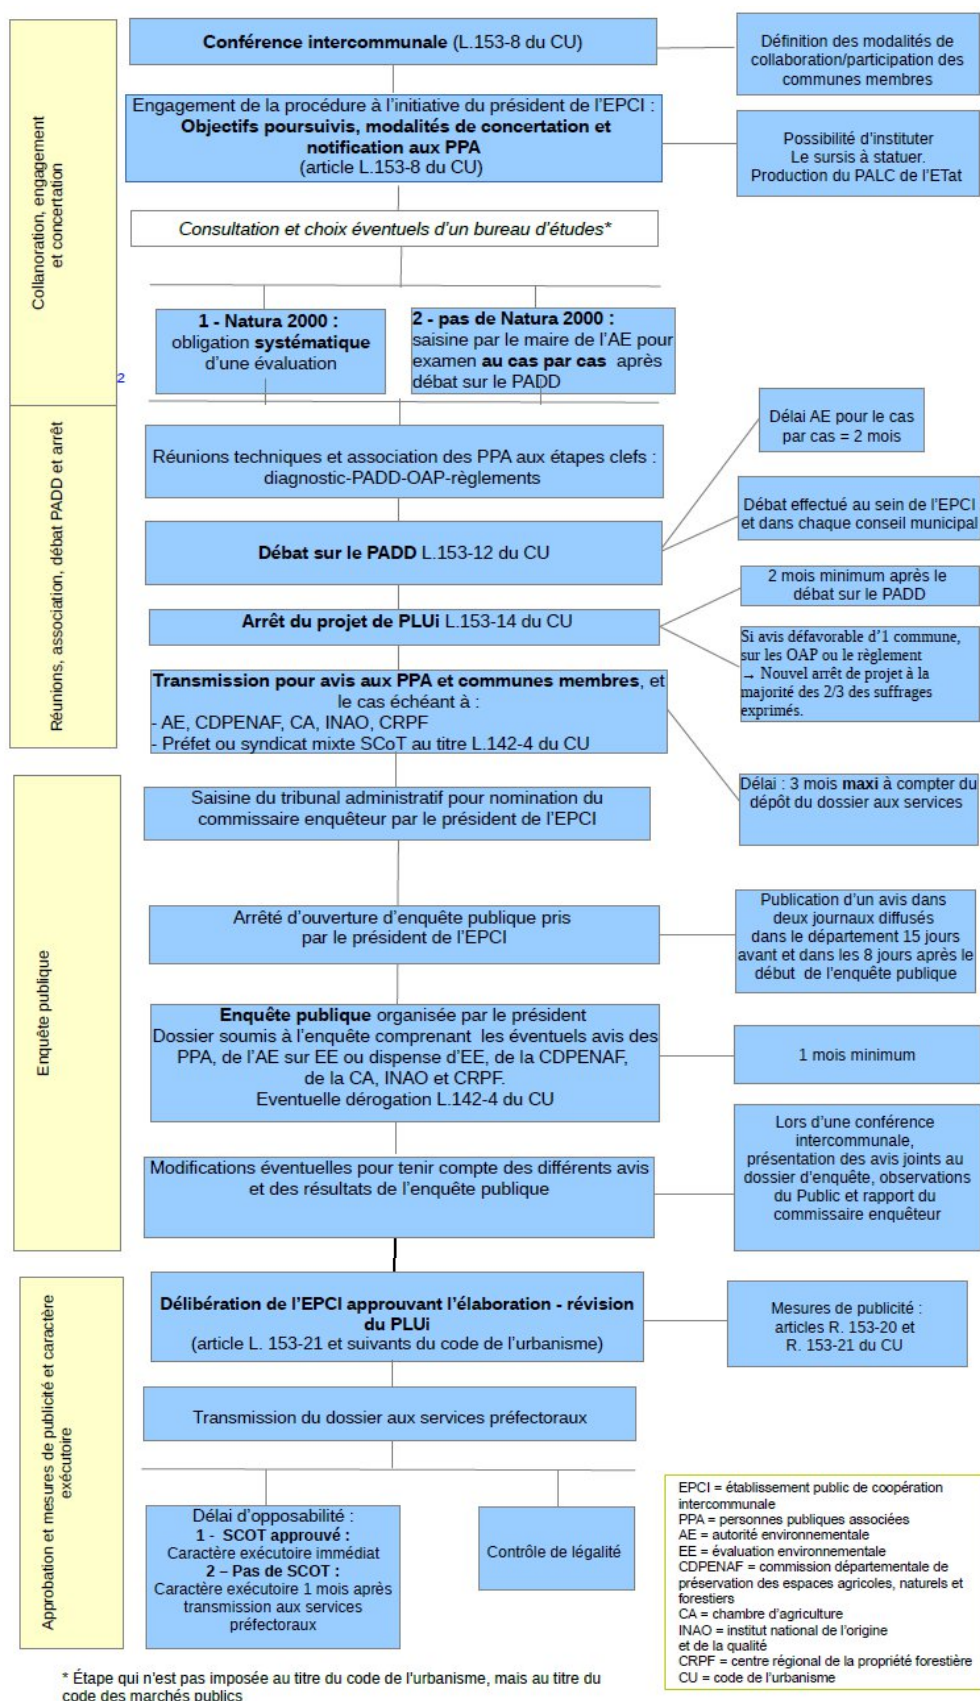 Collanoration, engagement
et concertation
Conférence intercommunale (L.153-8 du CU)
Définition des modalités de
collaboration/participation des
communes membres
Engagement de la procédure à l'initiative du président de l'EPCI :
Objectifs poursuivis, modalités de concertation et
notification aux PPA
(article L.153-8 du CU)
Possibilité d'instituter
Le sursis à statuer.
Production du PALC de l'ETat
Consultation et choix éventuels d'un bureau d'études*
1 - Natura 2000 :
obligation systématique
d'une évaluation
2 - pas de Natura 2000 :
saisine par le maire de l'AE pour
examen au cas par cas après
débat sur le PADD
2
Réunions, association, débat PADD et arrêt
Réunions techniques et association des PPA aux étapes clefs :
diagnostic-PADD-OAP-règlements
Délai AE pour le cas
par cas = 2 mois
Débat sur le PADD L.153-12 du CU
Débat effectué au sein de l'EPCI
et dans chaque conseil municipal
Arrêt du projet de PLUi L.153-14 du CU
2 mois minimum après le
débat sur le PADD
Si avis défavorable d'1 commune,
sur les OAP ou le règlement
→ Nouvel arrêt de projet à la
majorité des 2/3 des suffrages
exprimés.
Transmission pour avis aux PPA et communes membres, et
le cas échéant à :
- AE, CDPENAF, CA, INAO, CRPF
- Préfet ou syndicat mixte SCoT au titre L.142-4 du CU
Délai : 3 mois maxi à compter du
dépôt du dossier aux services
Enquête publique
Saisine du tribunal administratif pour nomination du
commissaire enquêteur par le président de l'EPCI
Arrêté d'ouverture d'enquête publique pris
par le président de l'EPCI
Publication d'un avis dans
deux journaux diffusés
dans le département 15 jours
avant et dans les 8 jours après le
début de l'enquête publique
Enquête publique organisée par le président
Dossier soumis à l'enquête comprenant les éventuels avis des
PPA, de l'AE sur EE ou dispense d'EE, de la CDPENAF,
de la CA, INAO et CRPF.
Eventuelle dérogation L.142-4 du CU
1 mois minimum
Modifications éventuelles pour tenir compte des différents avis
et des résultats de l'enquête publique
Lors d'une conférence
intercommunale,
présentation des avis joints au
dossier d'enquête, observations
du Public et rapport du
commissaire enquêteur
Approbation et mesures de publicité et caractère
exécutoire
Délibération de l'EPCI approuvant l'élaboration - révision
du PLUi
(article L. 153-21 et suivants du code de l'urbanisme)
Mesures de publicité :
articles R. 153-20 et
R. 153-21 du CU
Transmission du dossier aux services préfectoraux
Délai d'opposabilité :
1 - SCOT approuvé :
Caractère exécutoire immédiat
2 – Pas de SCOT :
Caractère exécutoire 1 mois après
transmission aux services
préfectoraux
Contrôle de légalité
EPCI = établissement public de coopération
intercommunale
PPA = personnes publiques associées
AE = autorité environnementale
EE = évaluation environnementale
CDPENAF = commission départementale de
préservation des espaces agricoles, naturels et
forestiers
CA = chambre d'agriculture
INAO = institut national de l'origine
et de la qualité
CRPF = centre régional de la propriété forestière
CU = code de l'urbanisme
* Étape qui n'est pas imposée au titre du code de l'urbanisme, mais au titre du
code des marchés publics